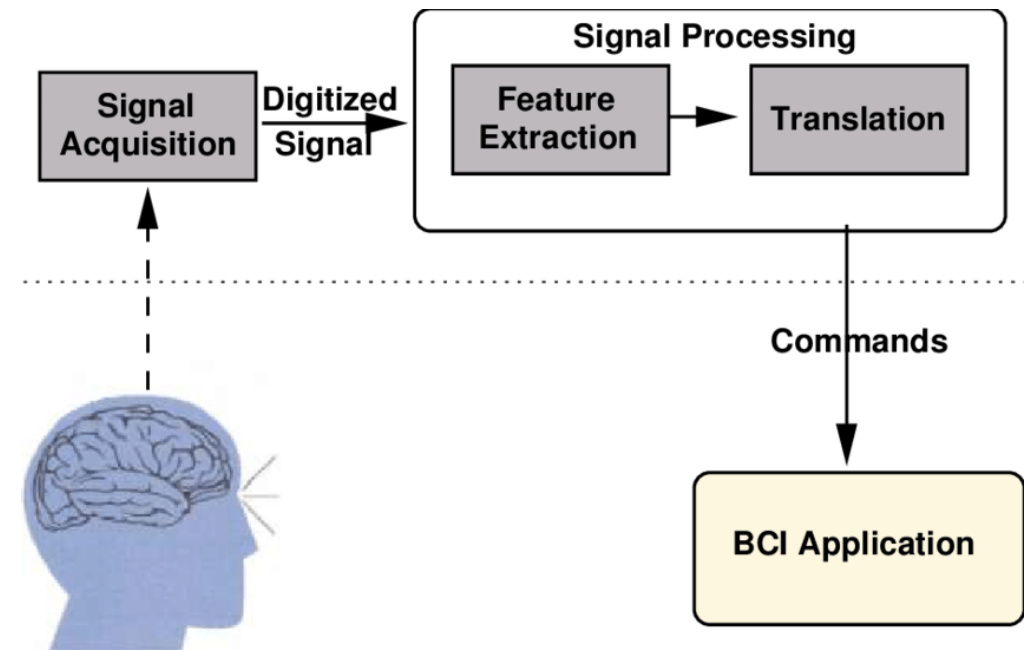 Signal Processing
Signal
Acquisition
Digitized
Signal
Feature
Extraction
Translation
Commands
BCI Application